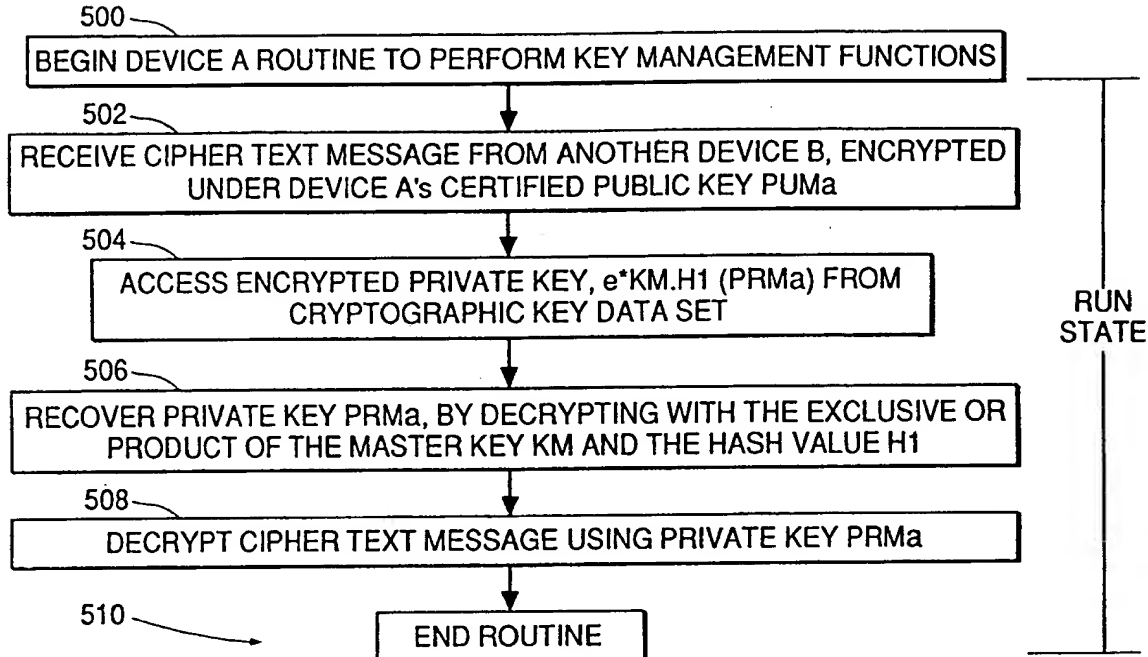 500
BEGIN DEVICE A ROUTINE TO PERFORM KEY MANAGEMENT FUNCTIONS
502
RECEIVE CIPHER TEXT MESSAGE FROM ANOTHER DEVICE B, ENCRYPTED
UNDER DEVICE A's CERTIFIED PUBLIC KEY PUMa
504
ACCESS ENCRYPTED PRIVATE KEY, e*KM.H1 (PRMa) FROM
CRYPTOGRAPHIC KEY DATA SET
RUN
STATE
506
RECOVER PRIVATE KEY PRMa, BY DECRYPTING WITH THE EXCLUSIVE OR
PRODUCT OF THE MASTER KEY KM AND THE HASH VALUE H1
508
DECRYPT CIPHER TEXT MESSAGE USING PRIVATE KEY PRMa
510
END ROUTINE